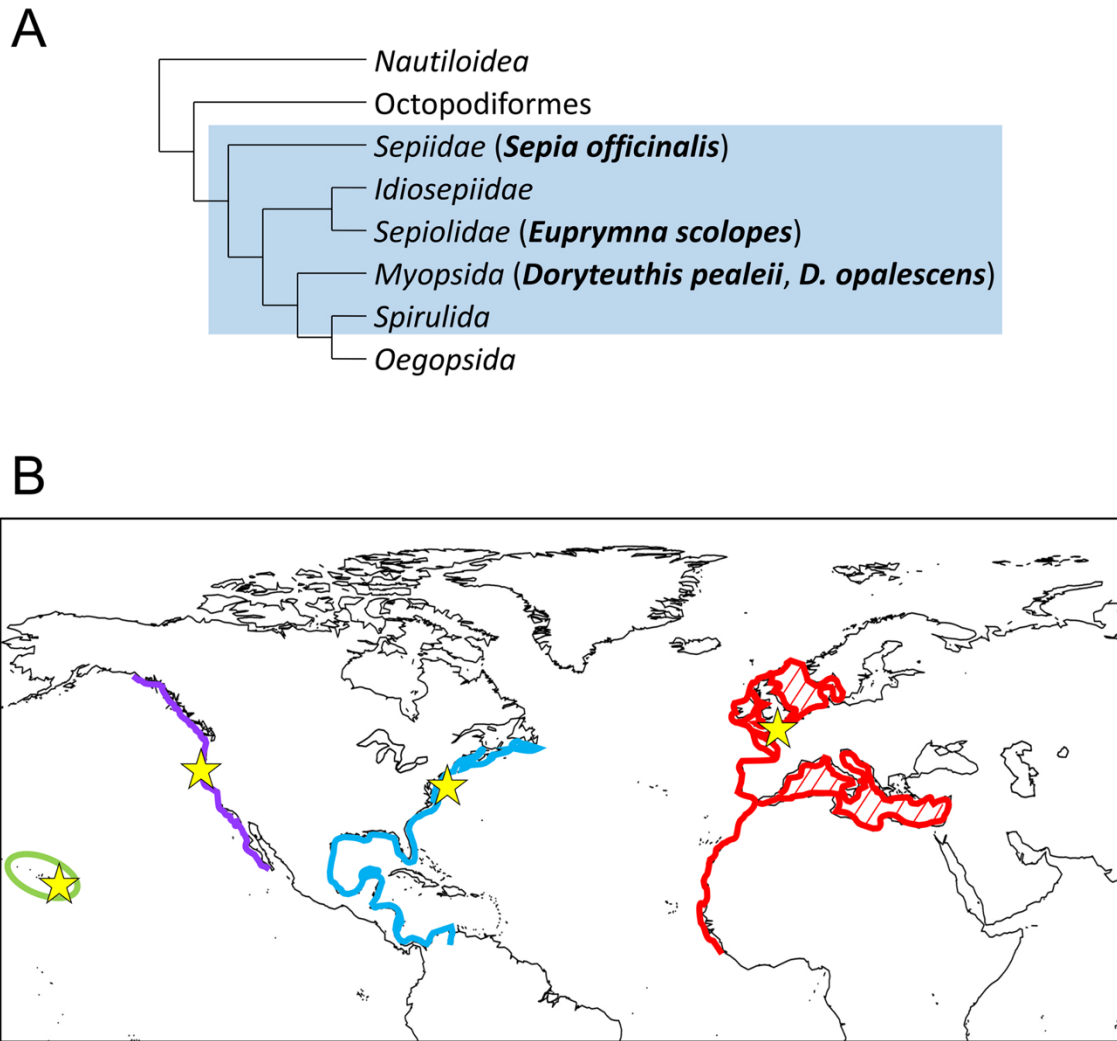 A
Nautiloidea
Octopodiformes
Sepiidae (Sepia officinalis)
Idiosepiidae
Sepiolidae (Euprymna scolopes)
Myopsida (Doryteuthis pealeii, D. opalescens)
Spirulida
Oegopsida
B